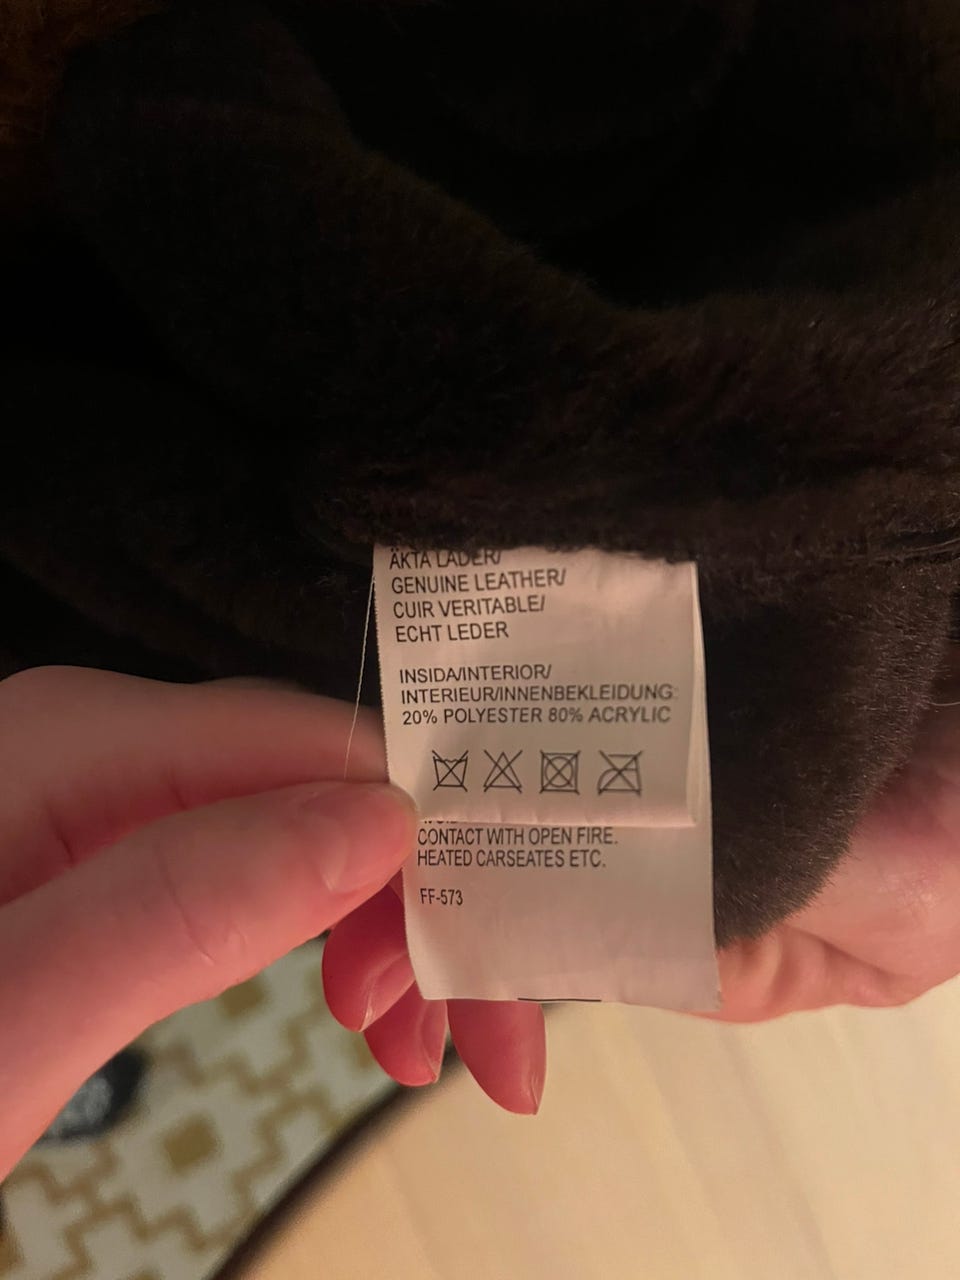 ÄKTA LÄDER/
GENUINE LEATHER/
CUIR VERITABLE/
ECHT LEDER
INSIDA/INTERIOR/
INTERIEUR/INNENBEKLEIDUNG:
20% POLYESTER 80% ACRYLIC
CONTACT WITH OPEN FIRE.
HEATED CARSEATES ETC.
FF-573